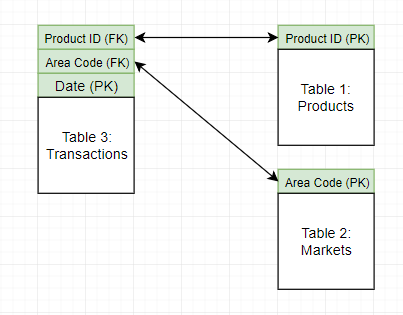 Product ID (FK)
Area Code (FK)
Date (PK)
Table 3:
Transactions
Product ID (PK)
Table 1:
Products
Area Code (PK)
Table 2:
Markets